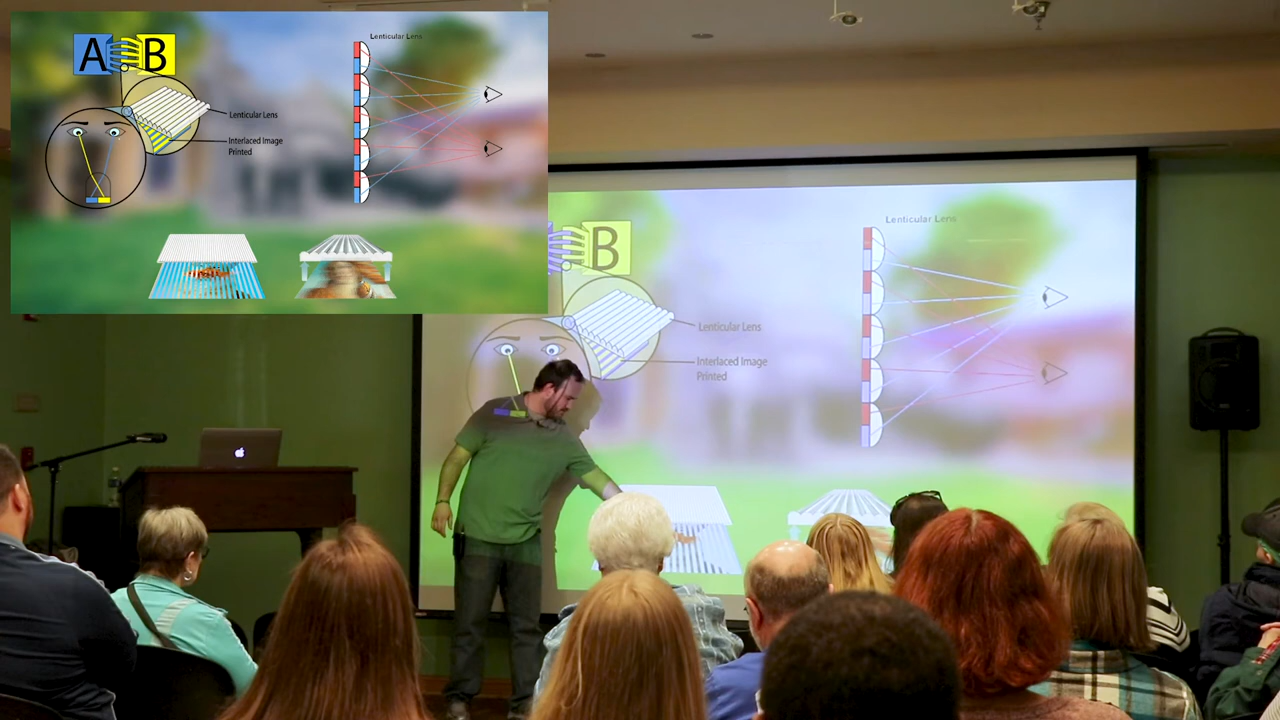 A B
Lenticular Lens
Lenticular Lens
Interlaced Image
Printed
B
Lenticular Lens
Lenticular Lens
Interlaced Image
Printed